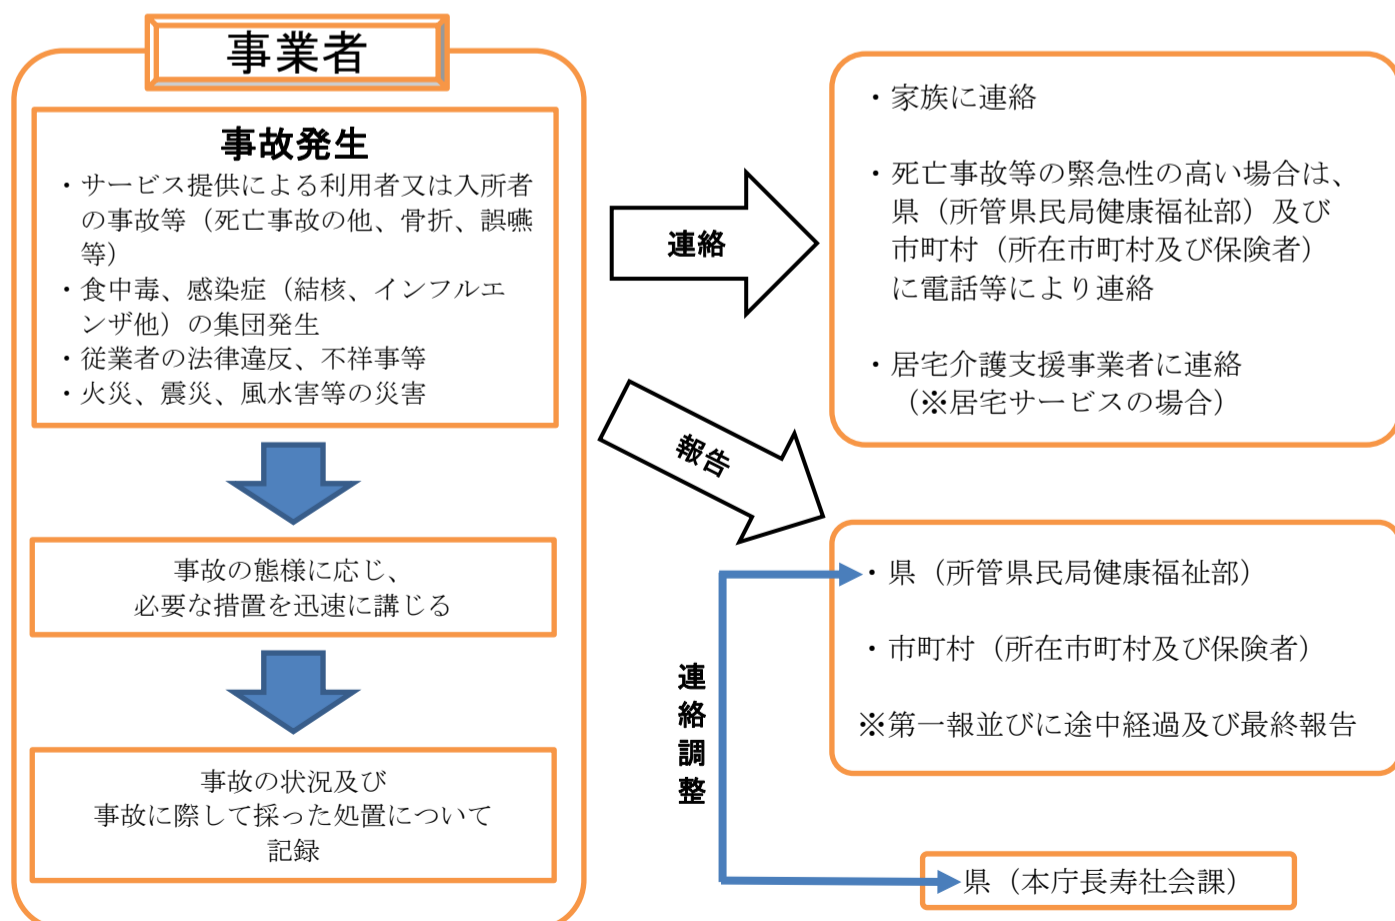 事業者
事故発生
・サービス提供による利用者又は入所者
の事故等（死亡事故の他、骨折、誤嚥
等）
・食中毒、感染症（結核、インフルエ
ンザ他）の集団発生
・従業者の法律違反、不祥事等
・火災、震災、風水害等の災害
事故の態様に応じ、
必要な措置を迅速に講じる
事故の状況及び
事故に際して採った処置について
記録
連絡
・家族に連絡
・死亡事故等の緊急性の高い場合は、
県（所管県民局健康福祉部）及び
市町村（所在市町村及び保険者）
に電話等により連絡
・居宅介護支援事業者に連絡
（※居宅サービスの場合）
報告
・県（所管県民局健康福祉部）
・市町村（所在市町村及び保険者）
※第一報並びに途中経過及び最終報告
連絡調整
県（本庁長寿社会課）